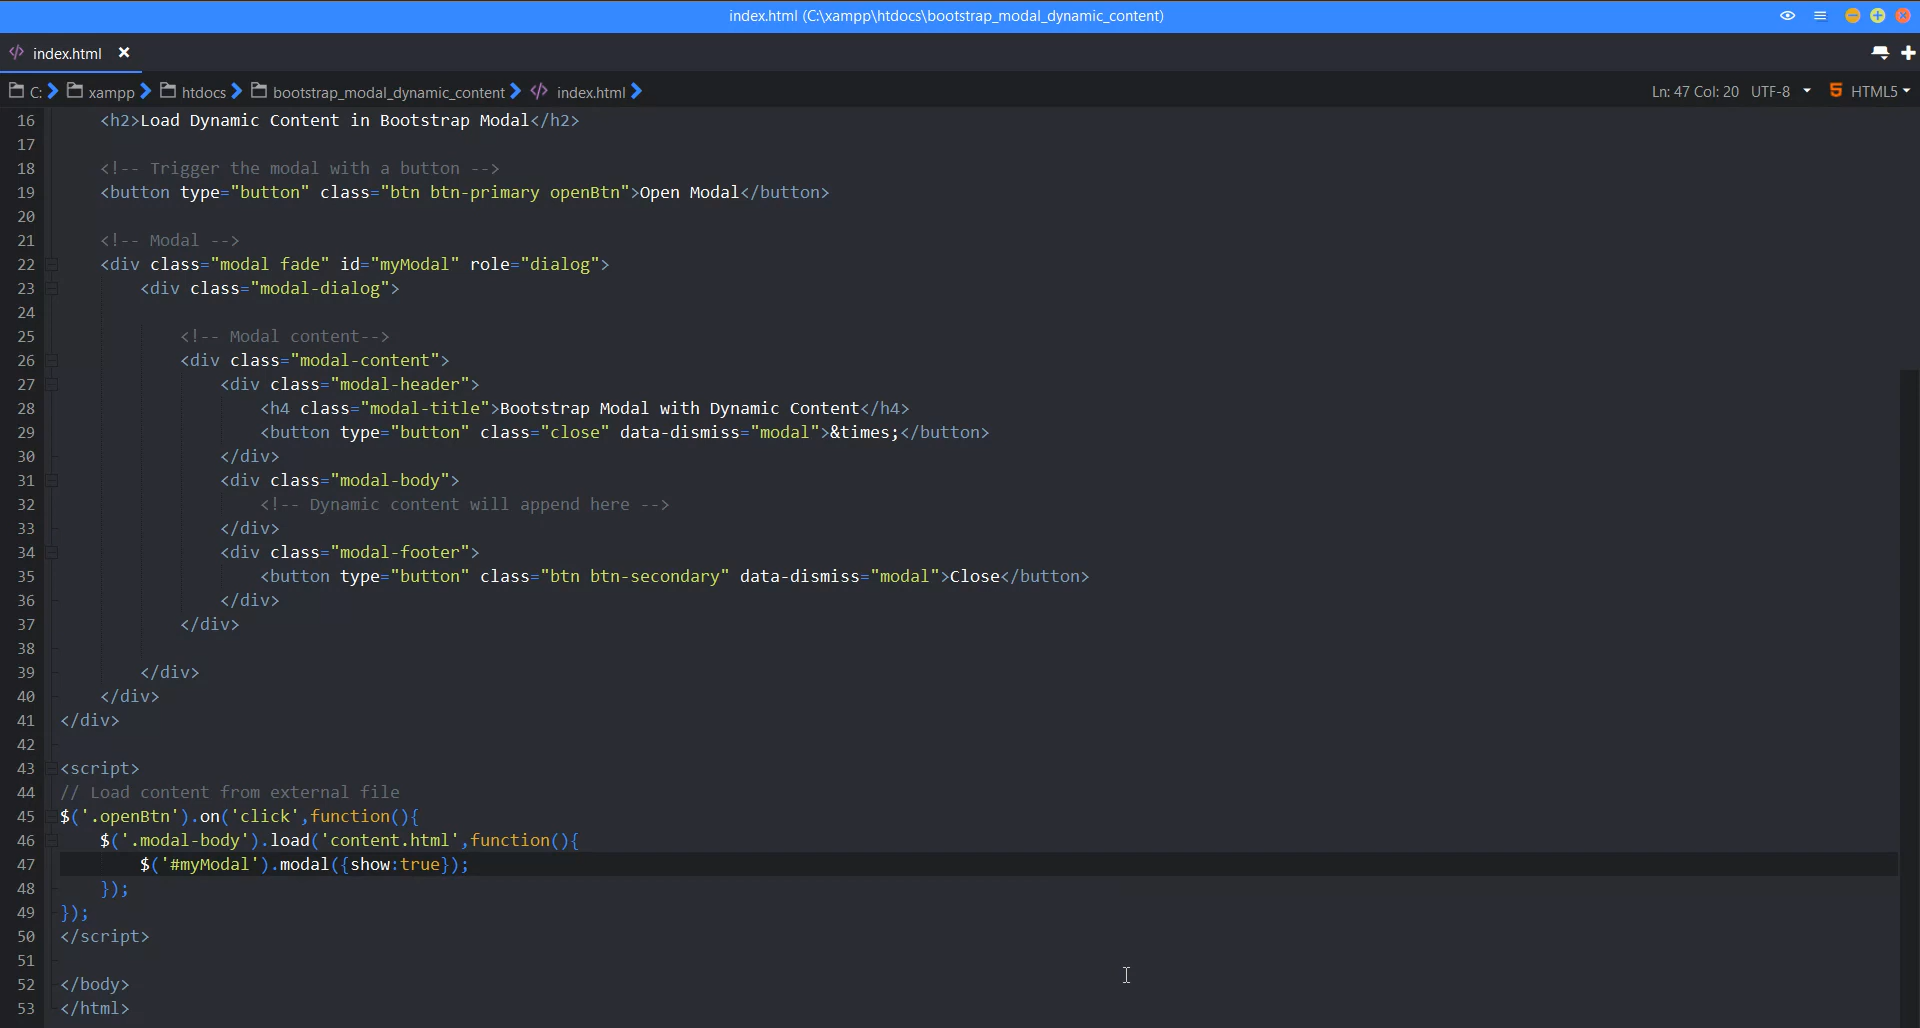 index.html (C:\xampp\htdocs\bootstrap_modal_dynamic_content)
index.html
C: xampp htdocs bootstrap_modal_dynamic_content index.html Ln: 47 Col: 20 UTF-8 HTML5
16 <h2>Load Dynamic Content in Bootstrap Modal</h2>
17
18 <!-- Trigger the modal with a button -->
19 <button type="button" class="btn btn-primary openBtn">Open Modal</button>
20
21 <!-- Modal -->
22 <div class="modal fade" id="myModal" role="dialog">
23 <div class="modal-dialog">
24
25 <!-- Modal content-->
26 <div class="modal-content">
27 <div class="modal-header">
28 <h4 class="modal-title">Bootstrap Modal with Dynamic Content</h4>
29 <button type="button" class="close" data-dismiss="modal">&times;</button>
30 </div>
31 <div class="modal-body">
32 <!-- Dynamic content will append here -->
33 </div>
34 <div class="modal-footer">
35 <button type="button" class="btn btn-secondary" data-dismiss="modal">Close</button>
36 </div>
37 </div>
38
39 </div>
40 </div>
41 </div>
42
43 <script>
44 // Load content from external file
45 $('.openBtn').on('click',function(){
46 $('.modal-body').load('content.html',function(){
47 $('#myModal').modal({show:true});
48 });
49 });
50 </script>
51
52 </body>
53 </html>